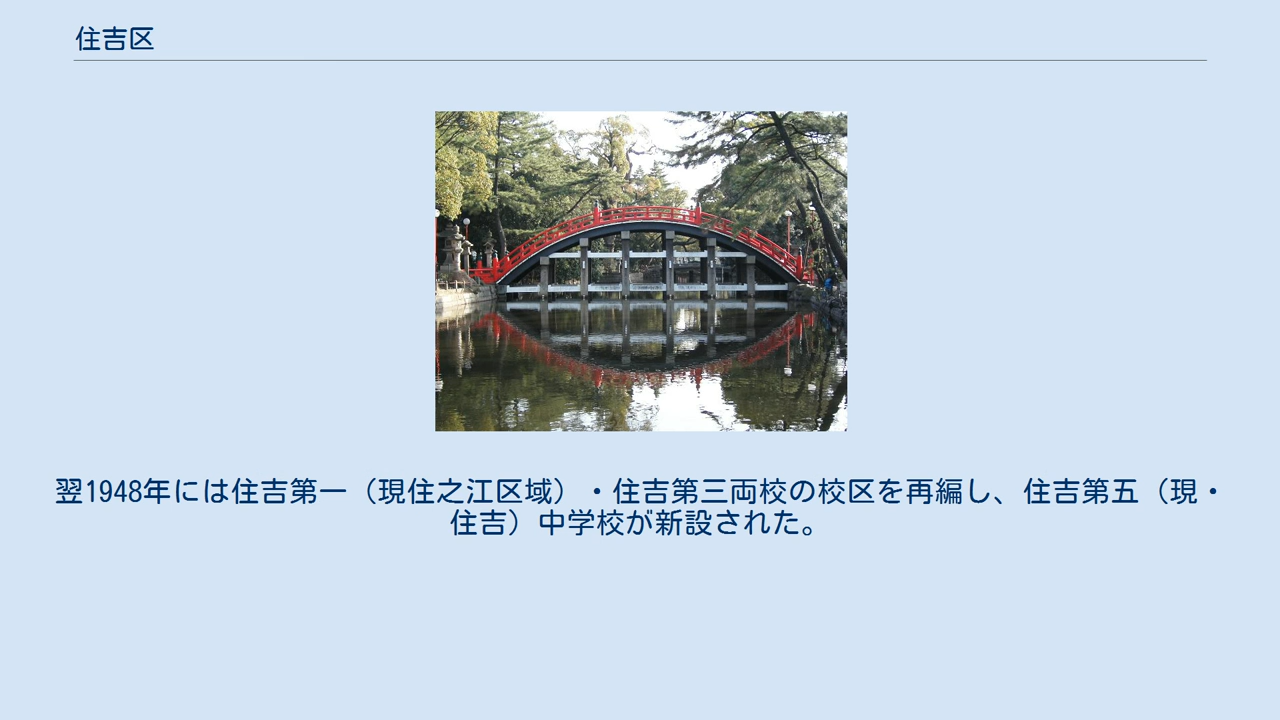 住吉区
翌1948年には住吉第一（現住之江区域）・住吉第三両校の校区を再編し、住吉第五（現・
住吉）中学校が新設された。